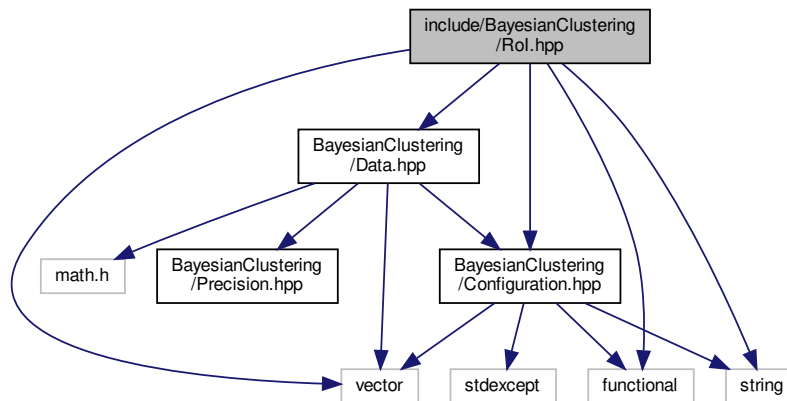 include/BayesianClustering
/RoI.hpp
BayesianClustering
/Data.hpp
math.h
BayesianClustering
/Precision.hpp
BayesianClustering
/Configuration.hpp
vector
stdexcept
functional
string